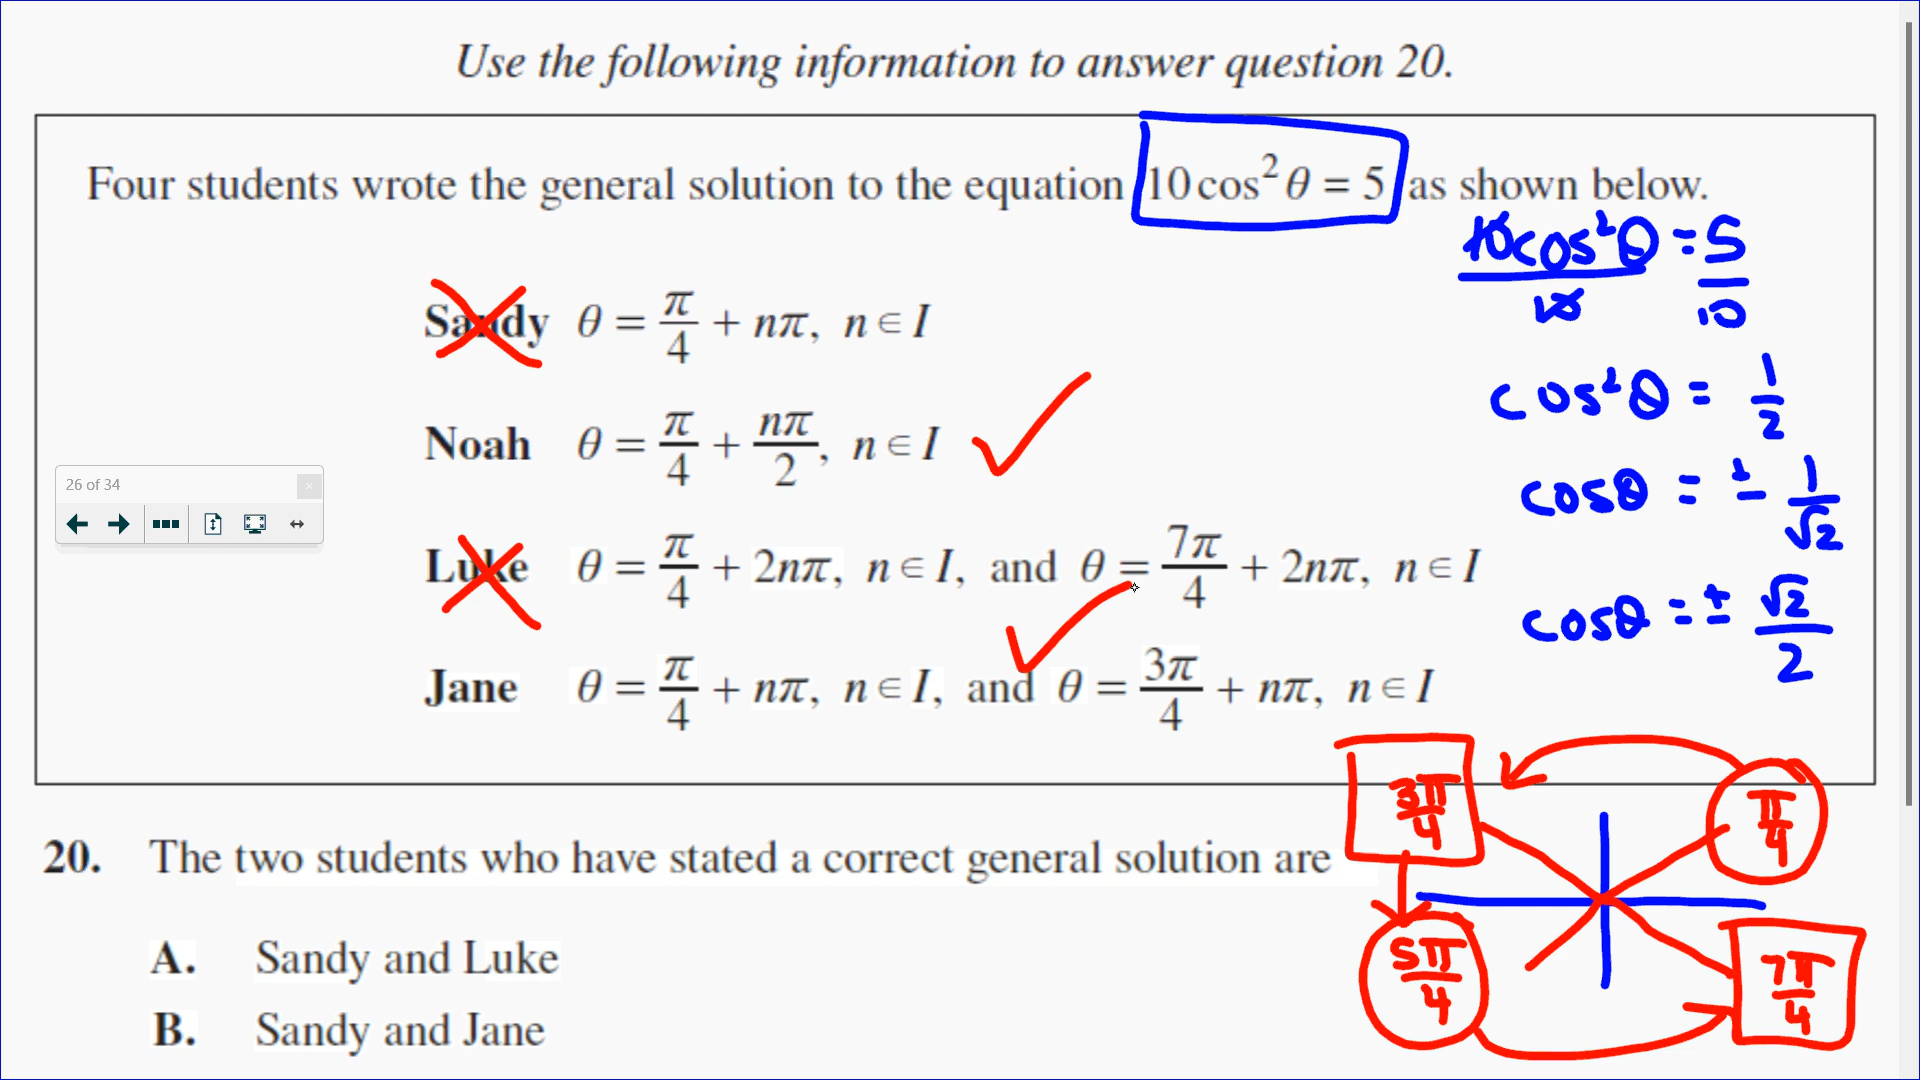 Use the following information to answer question 20.
Four students wrote the general solution to the equation 10 cos² θ = 5 as shown below.
10cos²θ = 5
10 10
Sandy θ = π/4 + nπ, n ∈ I
cos²θ = 1/2
Noah θ = π/4 + nπ/2, n ∈ I
cosθ = ± 1/√2
26 of 34
Luke θ = π/4 + 2nπ, n ∈ I, and θ = 7π/4 + 2nπ, n ∈ I
cosθ = ± √2/2
Jane θ = π/4 + nπ, n ∈ I, and θ = 3π/4 + nπ, n ∈ I
3π/4 π/4
20. The two students who have stated a correct general solution are
5π/4 7π/4
A. Sandy and Luke
B. Sandy and Jane